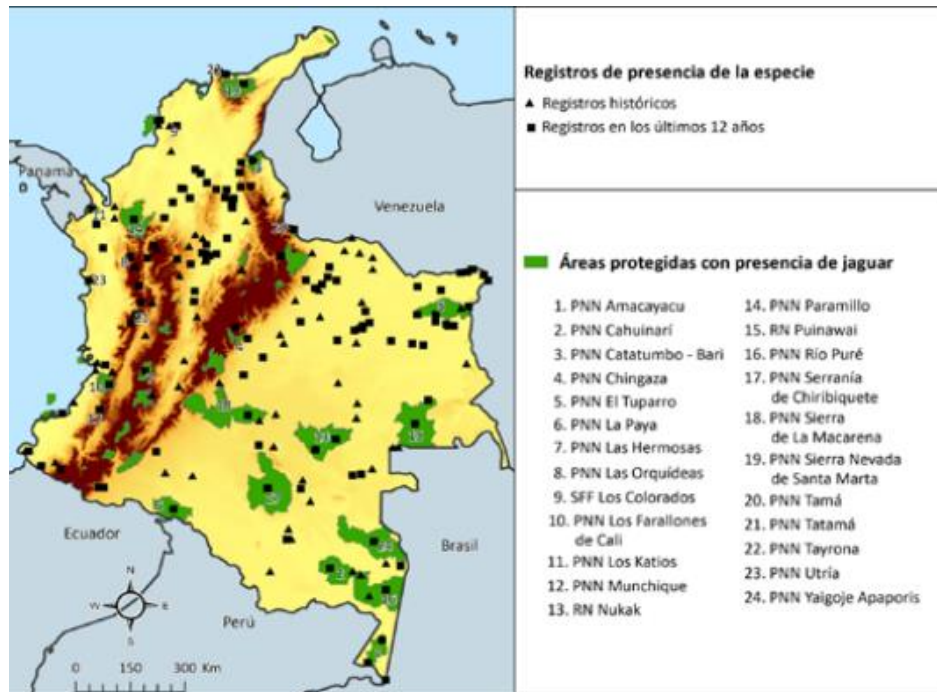 Panamá
Venezuela
Ecuador
Perú
Brasil
N
W
E
S
0 150 300 Km
Registros de presencia de la especie
Registros históricos
Registros en los últimos 12 años
Áreas protegidas con presencia de jaguar
1. PNN Amacayacu
2. PNN Cahuinarí
3. PNN Catatumbo - Bari
4. PNN Chingaza
5. PNN El Tuparro
6. PNN La Paya
7. PNN Las Hermosas
8. PNN Las Orquídeas
9. SFF Los Colorados
10. PNN Los Farallones
de Cali
11. PNN Los Katios
12. PNN Munchique
13. RN Nukak
14. PNN Paramillo
15. RN Puinawai
16. PNN Río Puré
17. PNN Serranía
de Chiribiquete
18. PNN Sierra
de La Macarena
19. PNN Sierra Nevada
de Santa Marta
20. PNN Tamá
21. PNN Tatamá
22. PNN Tayrona
23. PNN Utría
24. PNN Yaigoje Apaporis